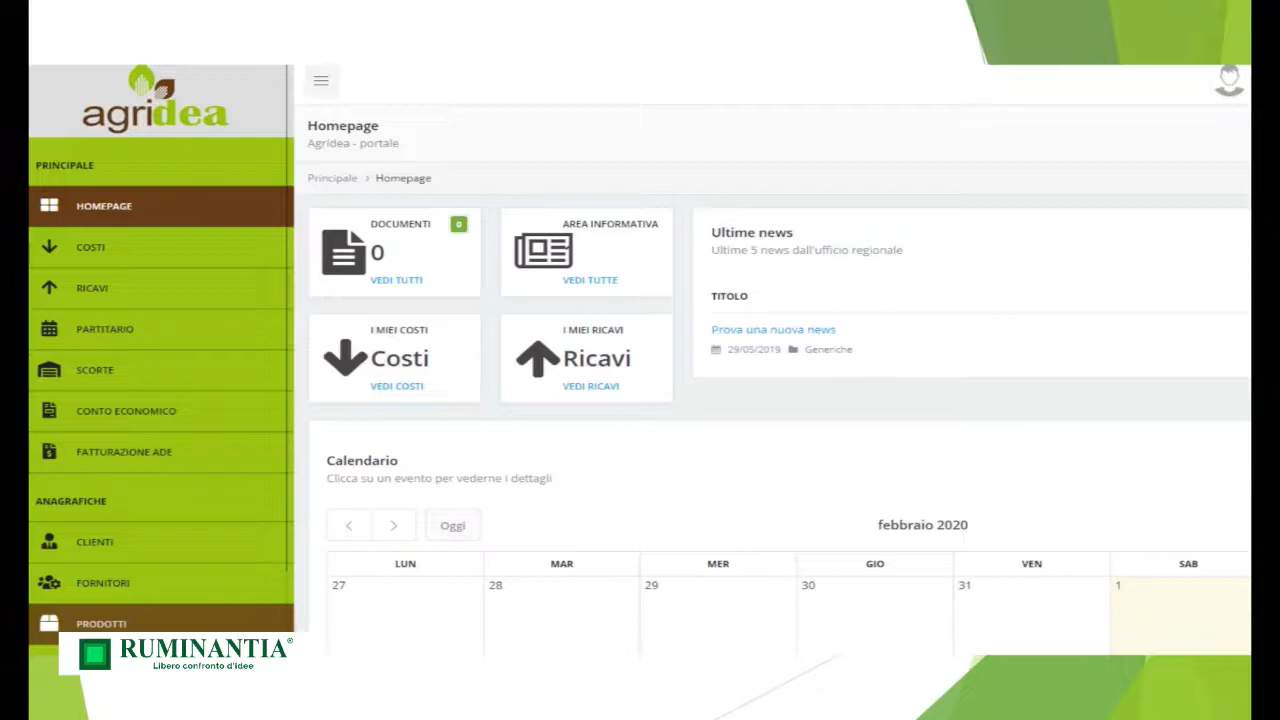 agridea
PRINCIPALE
HOMEPAGE
COSTI
RICAVI
PARTITARIO
SCORTE
CONTO ECONOMICO
FATTURAZIONE ADE
ANAGRAFICHE
CLIENTI
FORNITORI
PRODOTTI
RUMINANTIA®
Libero confronto d'idee
Homepage
Agridea - portale
Principale > Homepage
DOCUMENTI 0
0
VEDI TUTTI
AREA INFORMATIVA
VEDI TUTTE
I MIEI COSTI
Costi
VEDI COSTI
I MIEI RICAVI
Ricavi
VEDI RICAVI
Ultime news
Ultime 5 news dall'ufficio regionale
TITOLO
Prova una nuova news
29/05/2019 Generiche
Calendario
Clicca su un evento per vederne i dettagli
< > Oggi
febbraio 2020
LUN MAR MER GIO VEN SAB
27 28 29 30 31 1